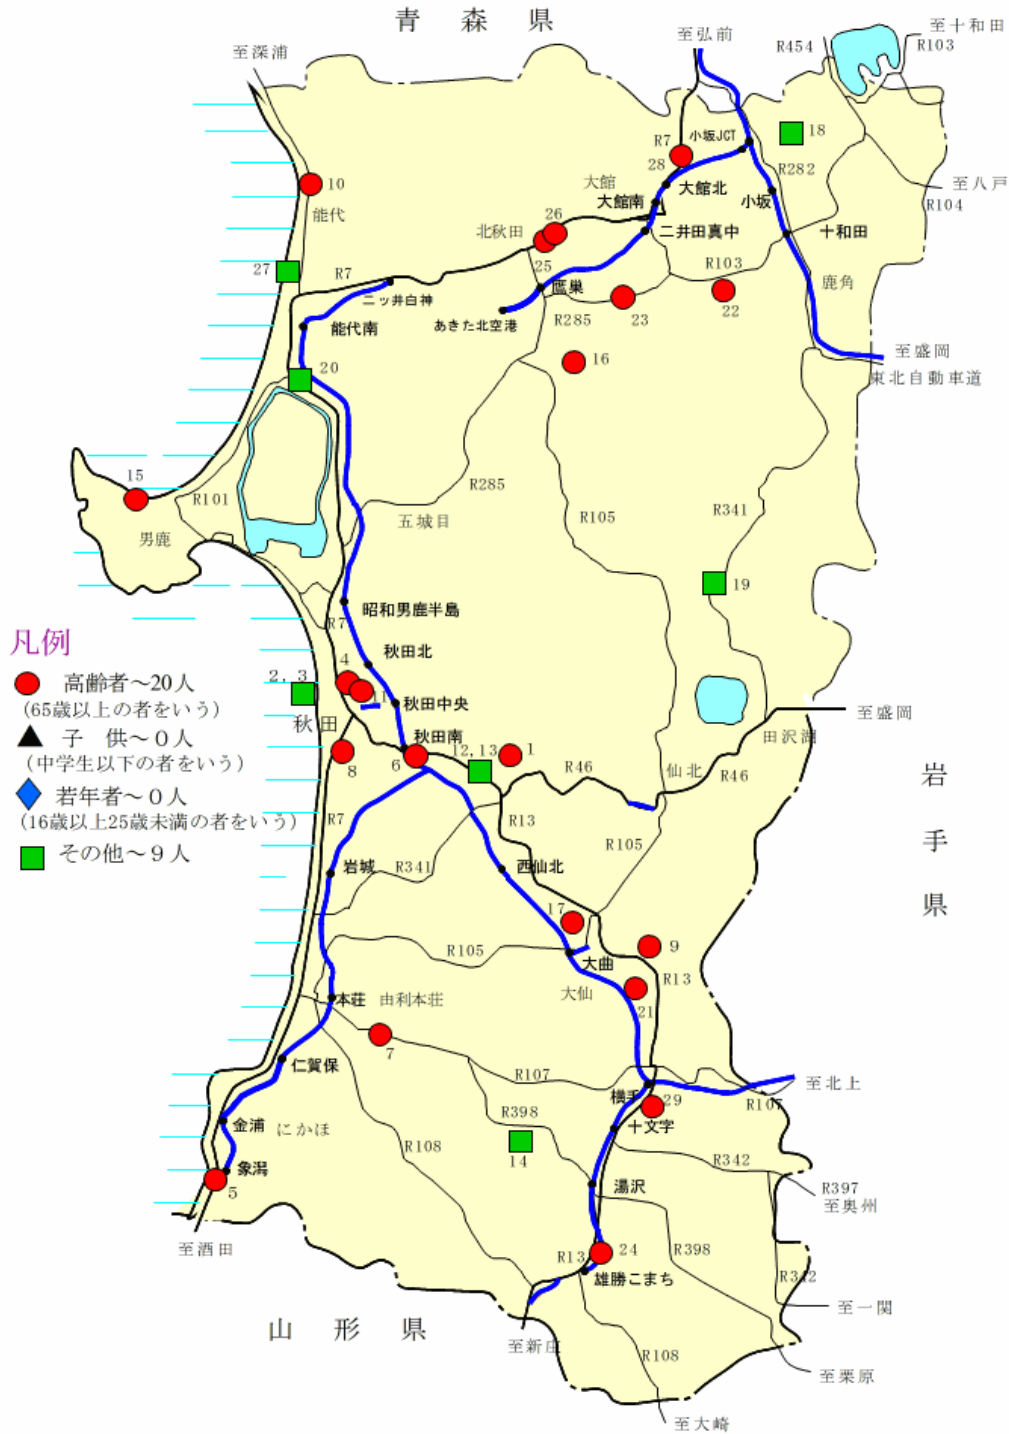 青 森 県
至深浦
至弘前
至十和田
R454
R103
R7
小坂JCT
18
28
R282
大館
大館北
至八戸
R104
10
能代
大館南
小坂
26
北秋田
二井田真中
十和田
27
R7
25
R103
鹿角
二ッ井白神
鷹巣
22
能代南
あきた北空港
R285
23
至盛岡
16
20
東北自動車道
15
R101
R285
R105
R341
五城目
男鹿
19
昭和男鹿半島
R7
凡例
秋田北
高齢者～20人
(65歳以上の者をいう)
4
2, 3
11
秋田中央
秋田
至盛岡
子 供～０人
(中学生以下の者をいう)
秋田南
田沢湖
8
6
12,13
1
R46
仙北
R46
若年者～０人
(16歳以上25歳未満の者をいう)
R7
R13
R105
その他～９人
岩 手 県
岩城
R341
西仙北
17
9
R105
大曲
R13
大仙
21
本荘
由利本荘
7
仁賀保
R107
至北上
横手
29
R107
金浦
にかほ
R398
十文字
R108
14
R342
象潟
5
湯沢
R397
至奥州
至酒田
R13
24
R398
R342
雄勝こまち
至一関
山 形 県
至新庄
R108
至栗原
至大崎